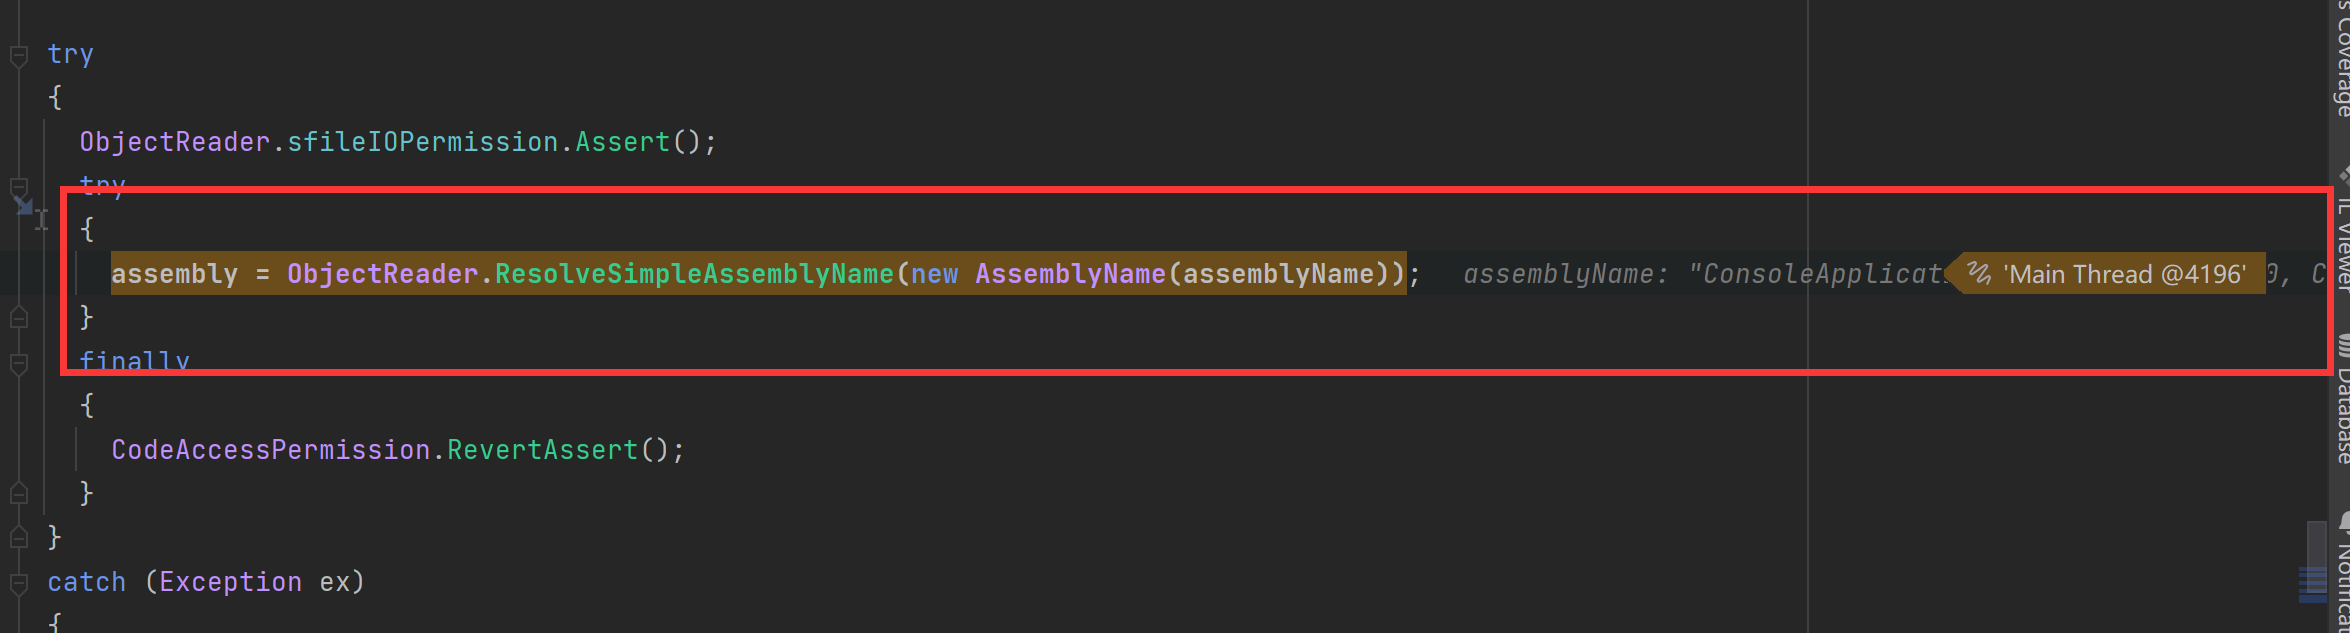 try
{
ObjectReader.sfileIOPermission.Assert();
try
{
assembly = ObjectReader.ResolveSimpleAssemblyName(new AssemblyName(assemblyName)); assemblyName: "ConsoleApplicat 'Main Thread @4196' 0, C
}
finally
{
CodeAccessPermission.RevertAssert();
}
}
catch (Exception ex)
{
s Coverage
IL Viewer
Database
Notificat